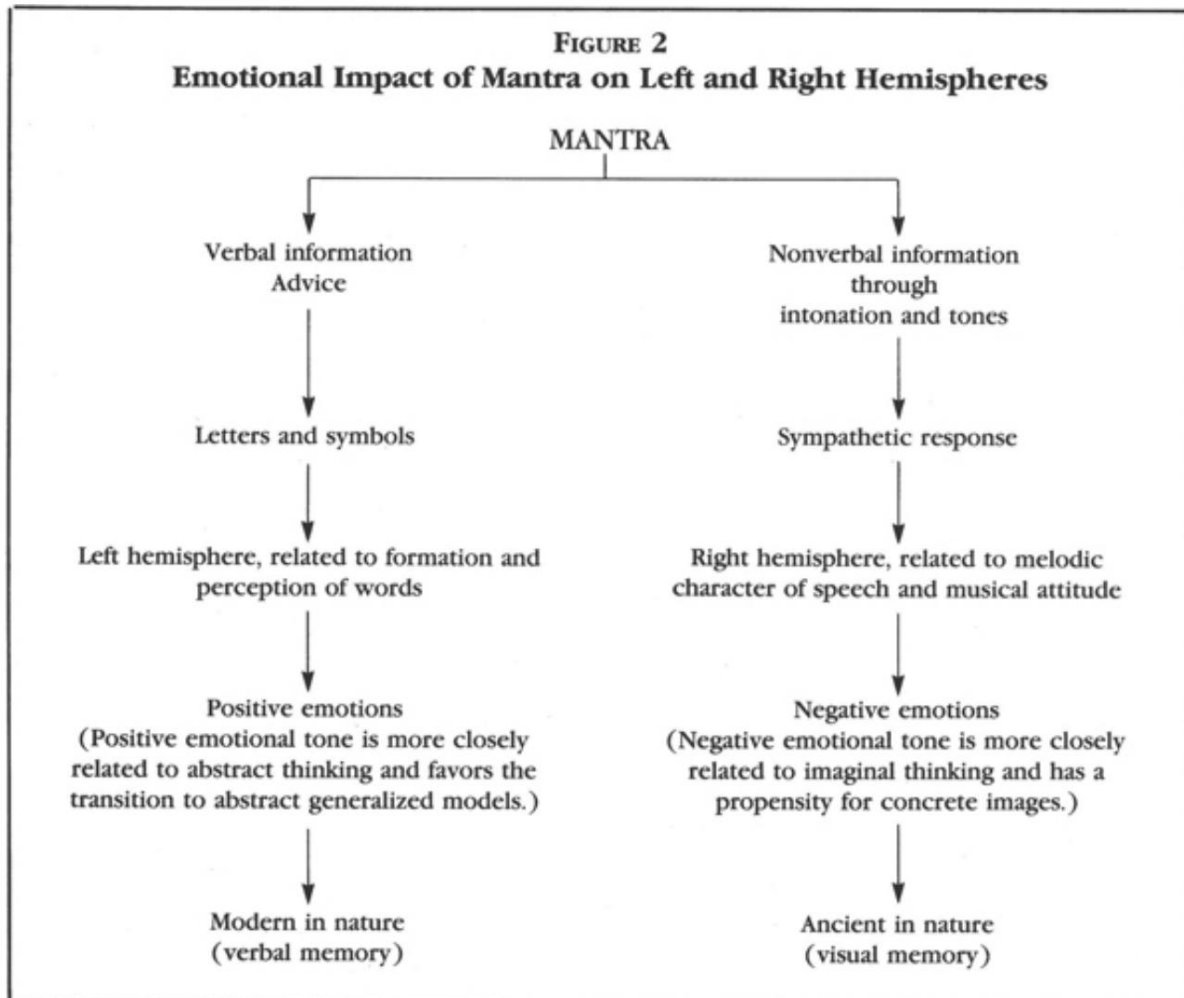 FIGURE 2
Emotional Impact of Mantra on Left and Right Hemispheres
MANTRA
Verbal information
Advice
Nonverbal information
through
intonation and tones
Letters and symbols
Sympathetic response
Left hemisphere, related to formation and
perception of words
Right hemisphere, related to melodic
character of speech and musical attitude
Positive emotions
(Positive emotional tone is more closely
related to abstract thinking and favors the
transition to abstract generalized models.)
Negative emotions
(Negative emotional tone is more closely
related to imaginal thinking and has a
propensity for concrete images.)
Modern in nature
(verbal memory)
Ancient in nature
(visual memory)